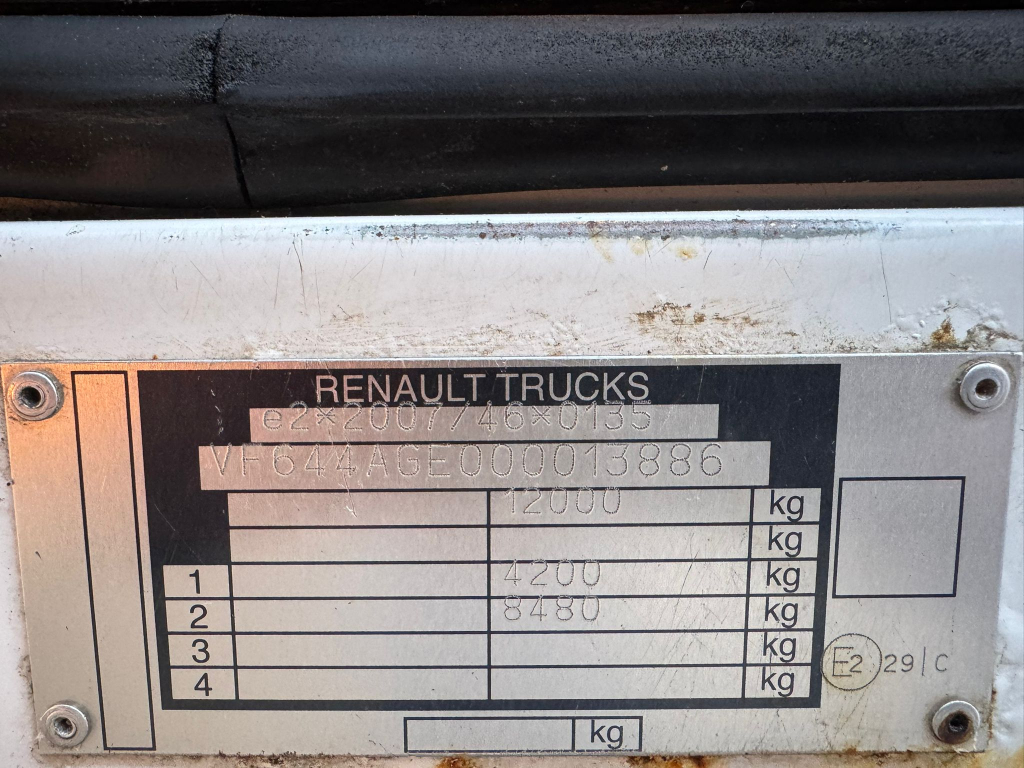 RENAULT TRUCKS
e2*2007/46*0135
VF644AGE000013886
12000 kg
kg
1 4200 kg
2 8480 kg
3 kg
4 kg
E2 29/C
kg